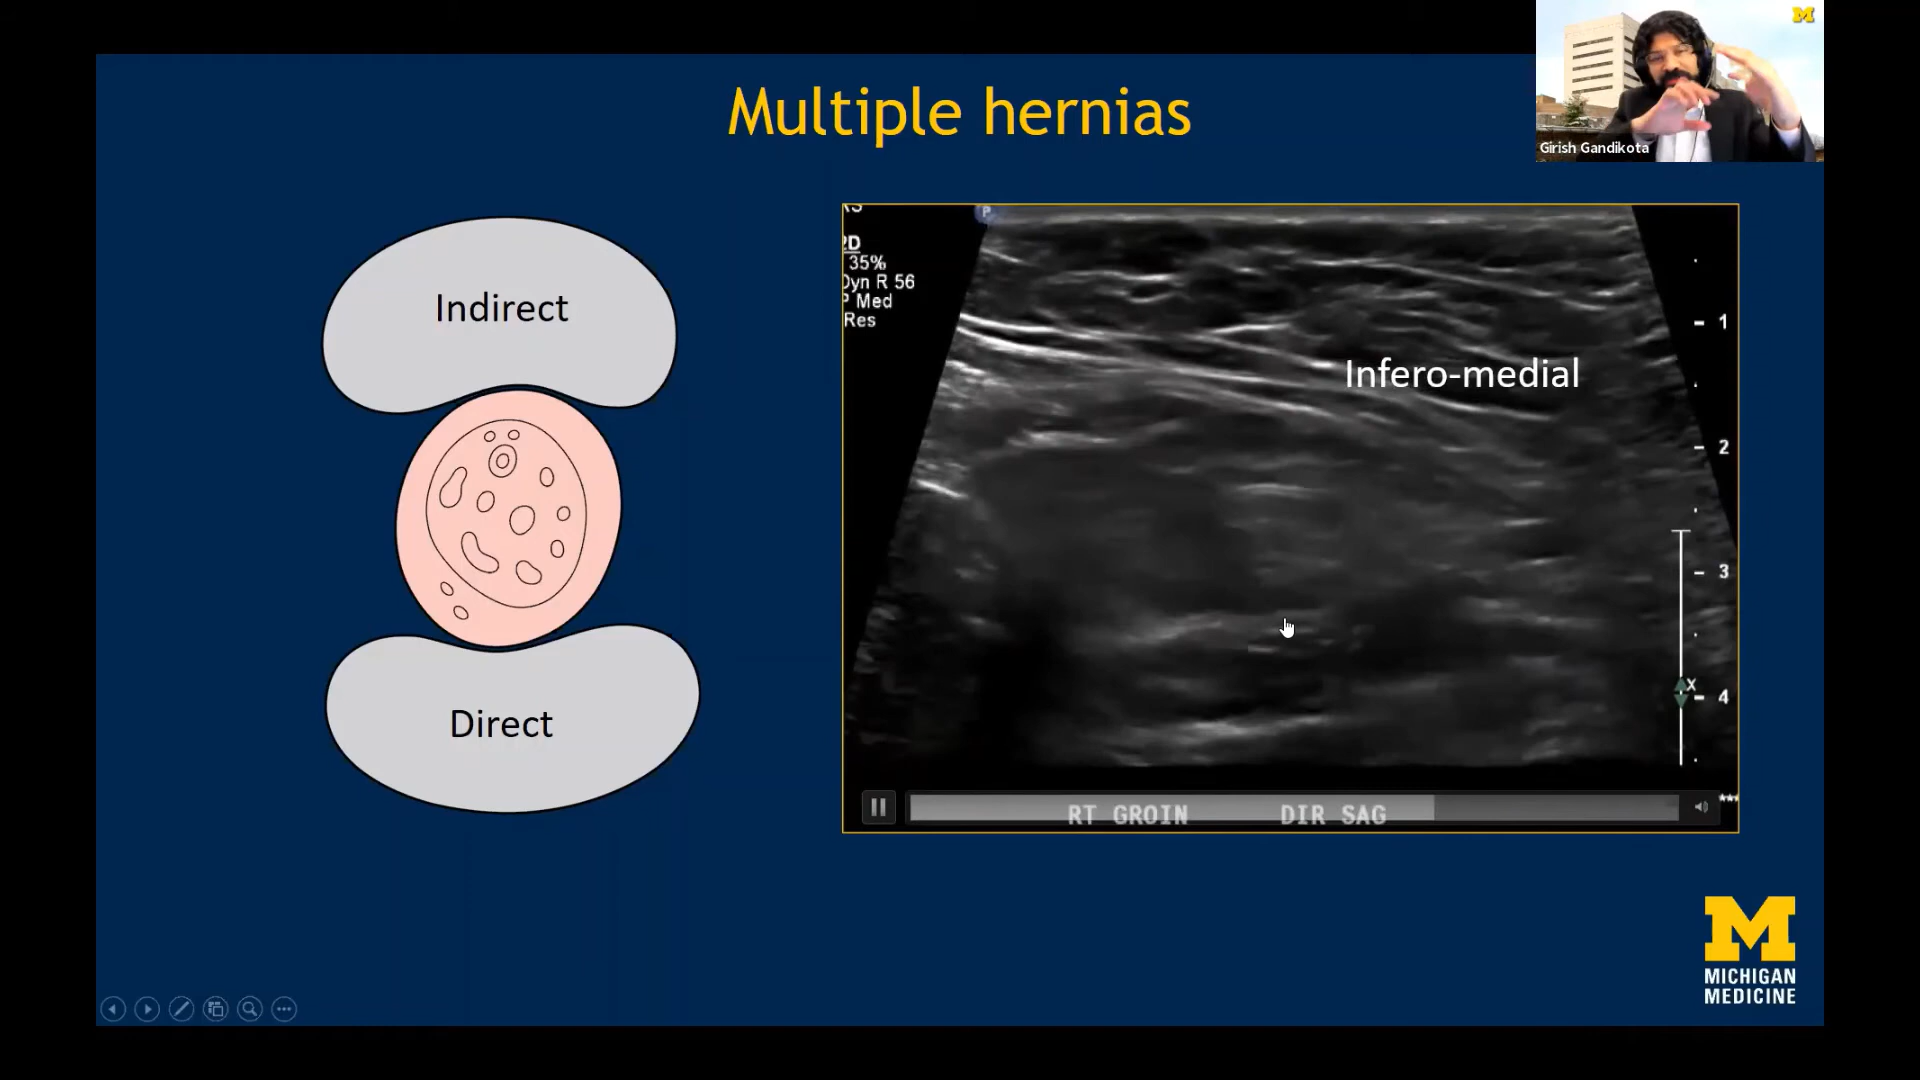 Multiple hernias
Girish Gandikota
Indirect
Direct
P
2D
35%
Dyn R 56
P Med
Res
Infero-medial
1
2
3
X
4
RT GROIN DIR SAG
***
M
MICHIGAN
MEDICINE